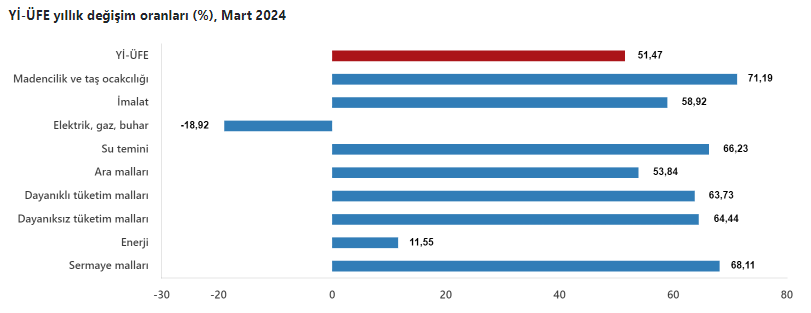 Yİ-ÜFE yıllık değişim oranları (%), Mart 2024
Yİ-ÜFE 51,47
Madencilik ve taş ocakcılığı 71,19
İmalat 58,92
Elektrik, gaz, buhar -18,92
Su temini 66,23
Ara malları 53,84
Dayanıklı tüketim malları 63,73
Dayanıksız tüketim malları 64,44
Enerji 11,55
Sermaye malları 68,11
-30 -20 0 20 40 60 80